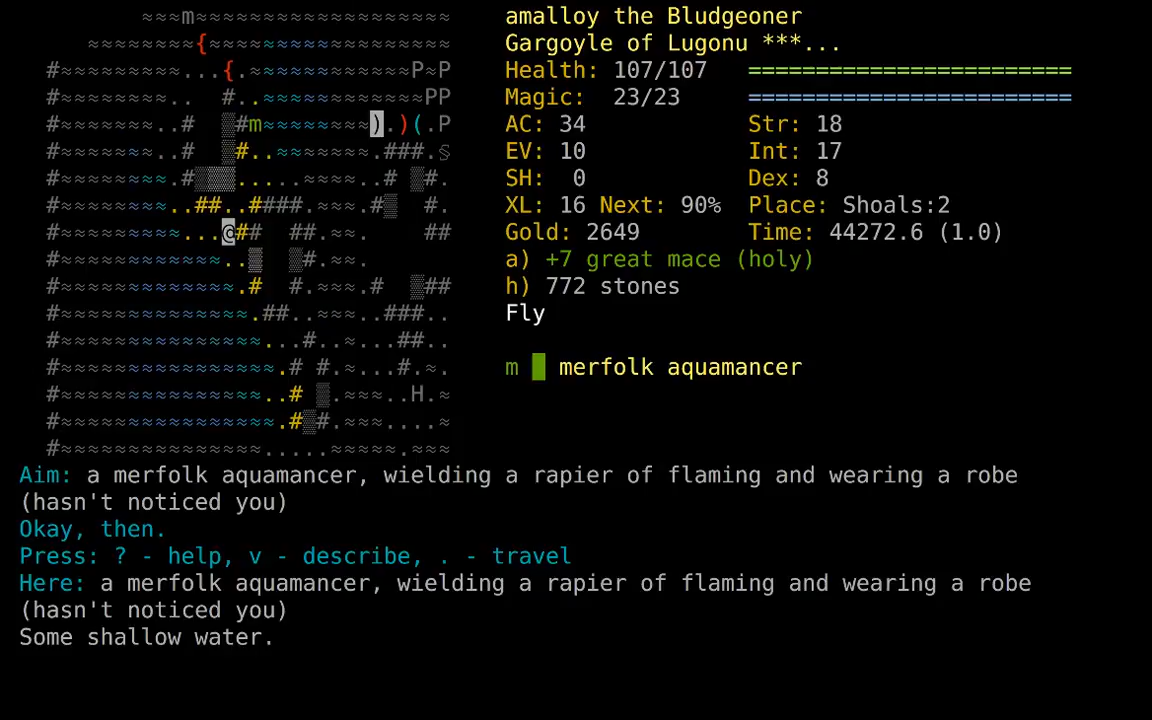 ≈≈≈m≈≈≈≈≈≈≈≈≈≈≈≈≈≈≈≈≈≈≈ amalloy the Bludgeoner
≈≈≈≈≈≈≈≈{≈≈≈≈≈≈≈≈≈≈≈≈≈≈≈≈≈≈ Gargoyle of Lugonu ***...
#≈≈≈≈≈≈≈≈≈...{.≈≈≈≈≈≈≈≈≈≈≈≈P≈P Health: 107/107 ========================
#≈≈≈≈≈≈≈≈.. #..≈≈≈≈≈≈≈≈≈≈≈≈PP Magic: 23/23 ========================
#≈≈≈≈≈≈≈..# ▒#m≈≈≈≈≈≈≈≈).)(.P AC: 34 Str: 18
#≈≈≈≈≈≈≈..# ▒#..≈≈≈≈≈≈≈.###.§ EV: 10 Int: 17
#≈≈≈≈≈≈≈≈.#▒▒▒.....≈≈≈≈..# ▒#. SH: 0 Dex: 8
#≈≈≈≈≈≈≈≈..##..####.≈≈≈.#▒ #. XL: 16 Next: 90% Place: Shoals:2
#≈≈≈≈≈≈≈≈≈...@## ##.≈≈. ## Gold: 2649 Time: 44272.6 (1.0)
#≈≈≈≈≈≈≈≈≈≈≈≈..▒ ▒#.≈≈. a) +7 great mace (holy)
#≈≈≈≈≈≈≈≈≈≈≈≈≈.# #.≈≈≈.# ▒## h) 772 stones
#≈≈≈≈≈≈≈≈≈≈≈≈≈≈.##..≈≈≈..###.. Fly
#≈≈≈≈≈≈≈≈≈≈≈≈≈≈≈...#..≈...##..
#≈≈≈≈≈≈≈≈≈≈≈≈≈≈≈≈.# #.≈...#.≈. m merfolk aquamancer
#≈≈≈≈≈≈≈≈≈≈≈≈≈≈≈..# ▒.≈≈≈..H.≈
#≈≈≈≈≈≈≈≈≈≈≈≈≈≈≈≈.#▒#.≈≈≈....≈
#≈≈≈≈≈≈≈≈≈≈≈≈≈≈≈.....≈≈≈≈≈.≈≈≈
Aim: a merfolk aquamancer, wielding a rapier of flaming and wearing a robe
(hasn't noticed you)
Okay, then.
Press: ? - help, v - describe, . - travel
Here: a merfolk aquamancer, wielding a rapier of flaming and wearing a robe
(hasn't noticed you)
Some shallow water.